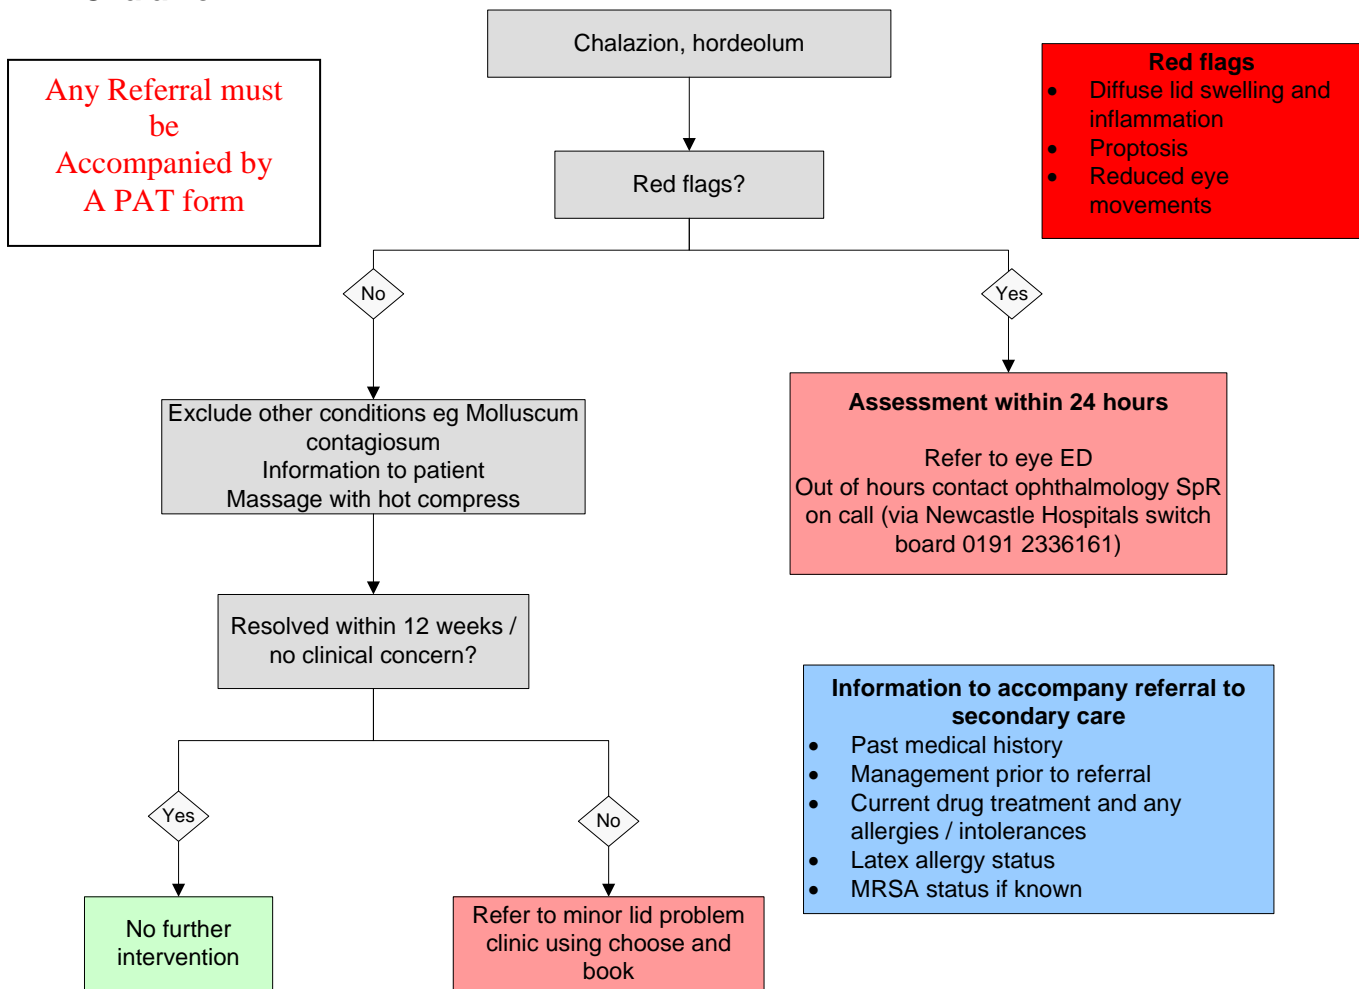 Chalazion, hordeolum
Any Referral must
be
Accompanied by
A PAT form
Red flags
• Diffuse lid swelling and
inflammation
• Proptosis
• Reduced eye
movements
Red flags?
No
Yes
Exclude other conditions eg Molluscum
contagiosum
Information to patient
Massage with hot compress
Assessment within 24 hours
Refer to eye ED
Out of hours contact ophthalmology SpR
on call (via Newcastle Hospitals switch
board 0191 2336161)
Resolved within 12 weeks /
no clinical concern?
Information to accompany referral to
secondary care
• Past medical history
• Management prior to referral
• Current drug treatment and any
allergies / intolerances
• Latex allergy status
• MRSA status if known
Yes
No
No further
intervention
Refer to minor lid problem
clinic using choose and
book